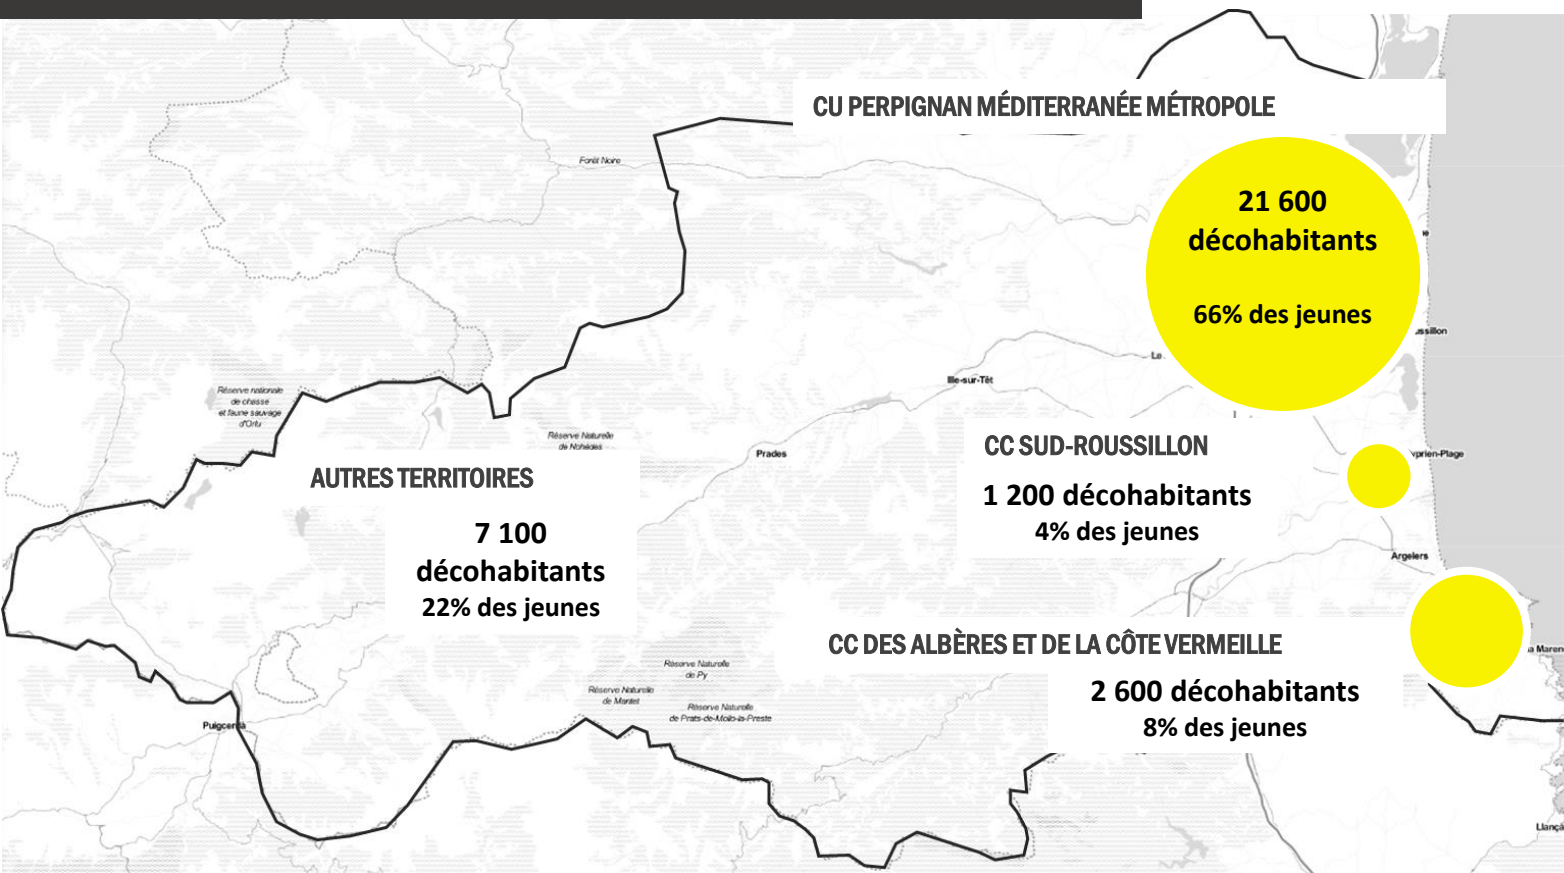 CU PERPIGNAN MÉDITERRANÉE MÉTROPOLE
Forêt Noire
21 600
décohabitants
66% des jeunes
Ille-sur-Têt
Le
Réserve nationale
de chasse
et faune sauvage
d'Orlu
Réserve Naturelle
de Nohèdes
Prades
CC SUD-ROUSSILLON
1 200 décohabitants
4% des jeunes
AUTRES TERRITOIRES
7 100
décohabitants
22% des jeunes
Argelers
CC DES ALBÈRES ET DE LA CÔTE VERMEILLE
2 600 décohabitants
8% des jeunes
Réserve Naturelle
de Py
Réserve Naturelle
de Mantet
Réserve Naturelle
de Prats-de-Mollo-la-Preste
Puigcerdà
Llançà